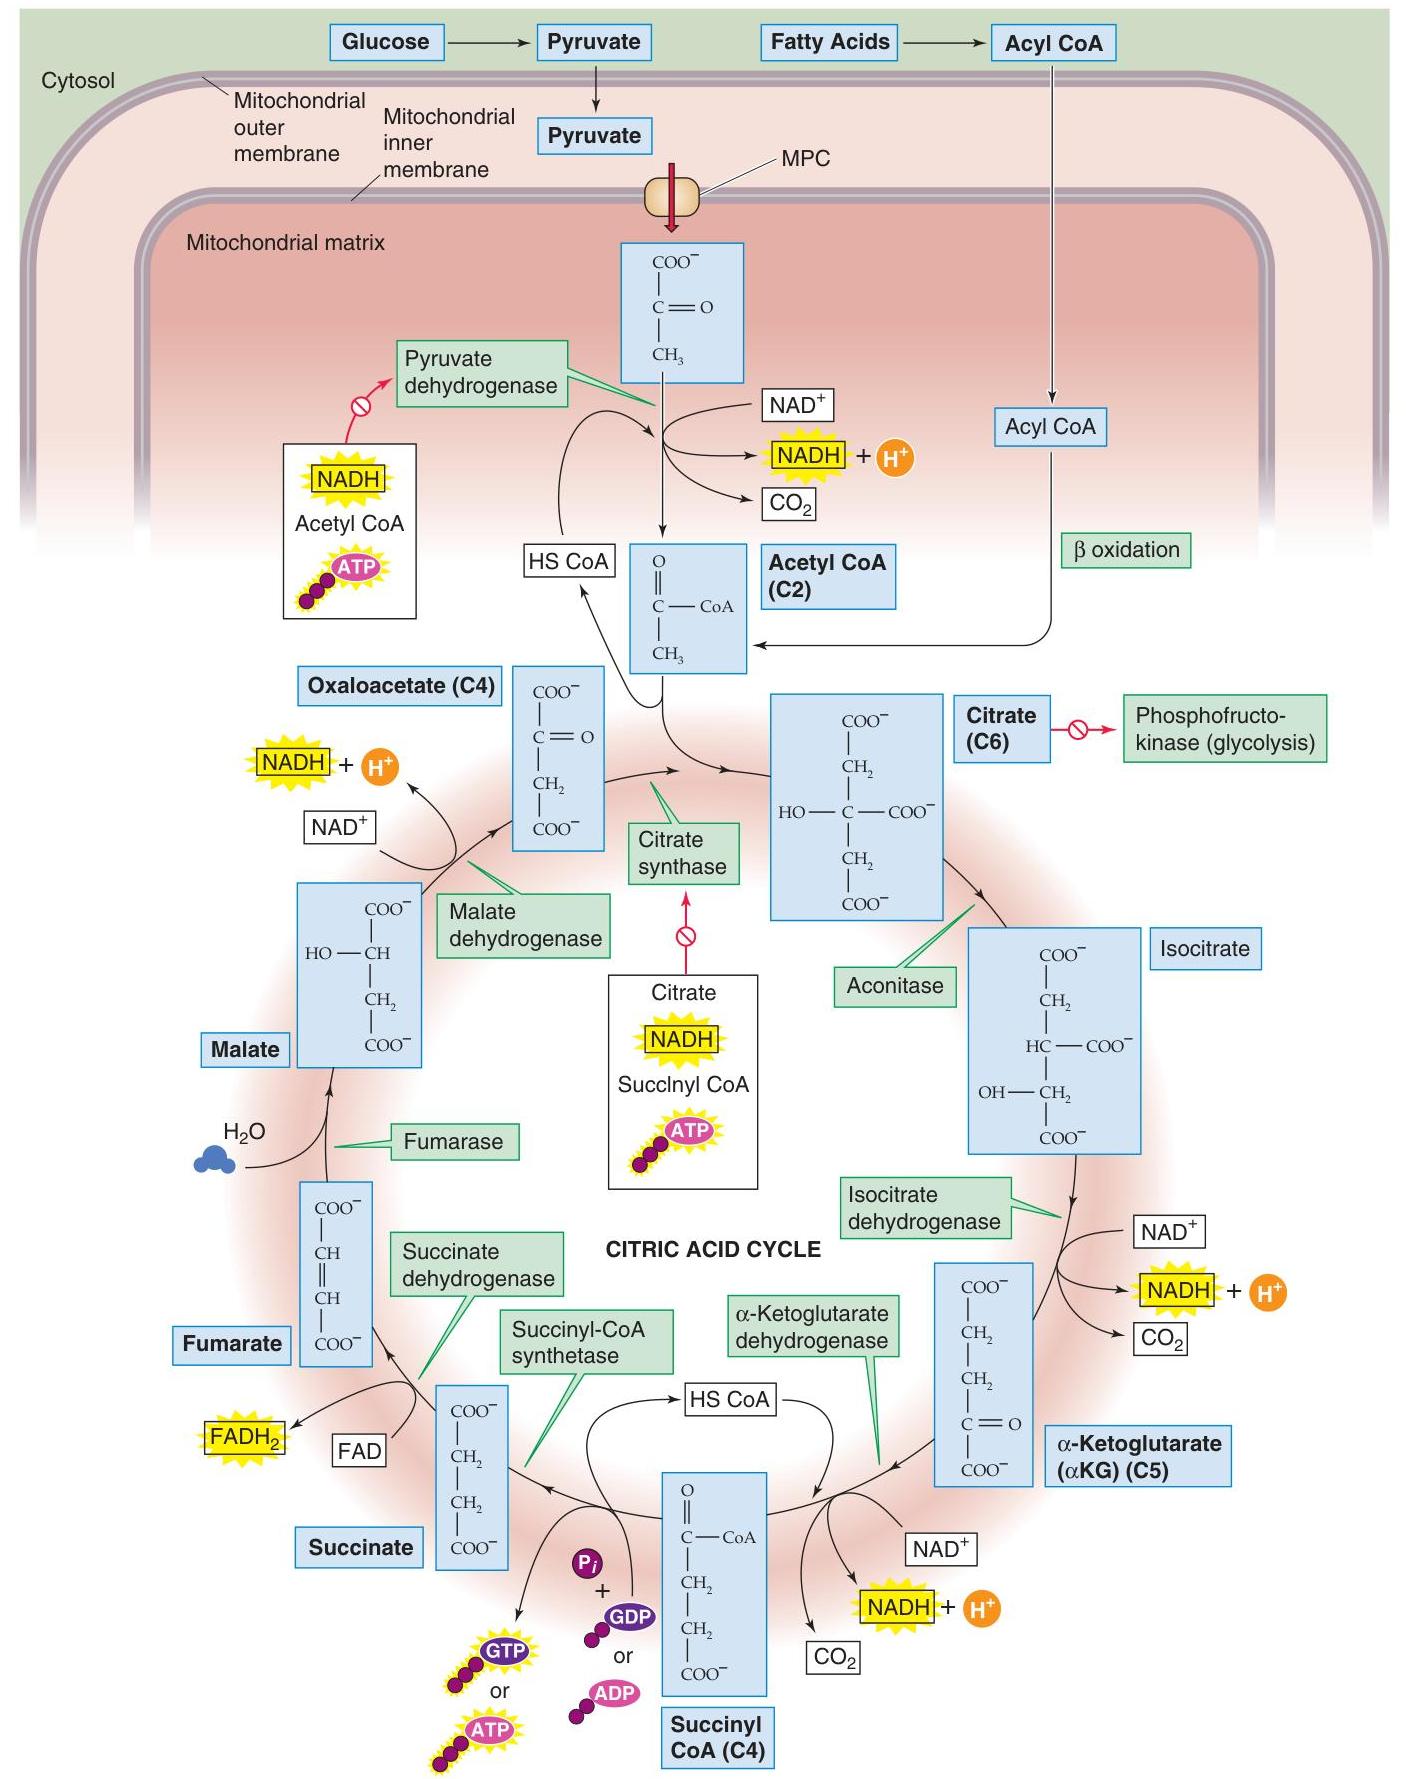 Glucose
Pyruvate
Fatty Acids
Acyl CoA
Cytosol
Mitochondrial
outer
membrane
Mitochondrial
inner
membrane
Pyruvate
MPC
Mitochondrial matrix
COO⁻
C=O
CH₃
Pyruvate
dehydrogenase
NAD⁺
NADH + H⁺
CO₂
Acyl CoA
NADH
Acetyl CoA
ATP
HS CoA
O
C—CoA
CH₃
Acetyl CoA
(C2)
β oxidation
Oxaloacetate (C4)
COO⁻
C=O
CH₂
COO⁻
Citrate
(C6)
Phosphofructo-
kinase (glycolysis)
COO⁻
CH₂
HO—C—COO⁻
CH₂
COO⁻
NADH + H⁺
NAD⁺
Citrate
synthase
Malate
dehydrogenase
COO⁻
HO—CH
CH₂
COO⁻
Malate
Aconitase
Isocitrate
COO⁻
CH₂
HC—COO⁻
OH—CH₂
COO⁻
Citrate
NADH
SuccInyl CoA
ATP
H₂O
Fumarase
Isocitrate
dehydrogenase
NAD⁺
NADH + H⁺
CO₂
CITRIC ACID CYCLE
COO⁻
CH
CH
COO⁻
Fumarate
Succinate
dehydrogenase
Succinyl-CoA
synthetase
α-Ketoglutarate
dehydrogenase
COO⁻
CH₂
CH₂
C=O
COO⁻
α-Ketoglutarate
(αKG) (C5)
HS CoA
FADH₂
FAD
COO⁻
CH₂
CH₂
COO⁻
Succinate
O
C—CoA
CH₂
CH₂
COO⁻
Succinyl
CoA (C4)
NAD⁺
NADH + H⁺
CO₂
Pi
+
GDP
or
ADP
GTP
or
ATP